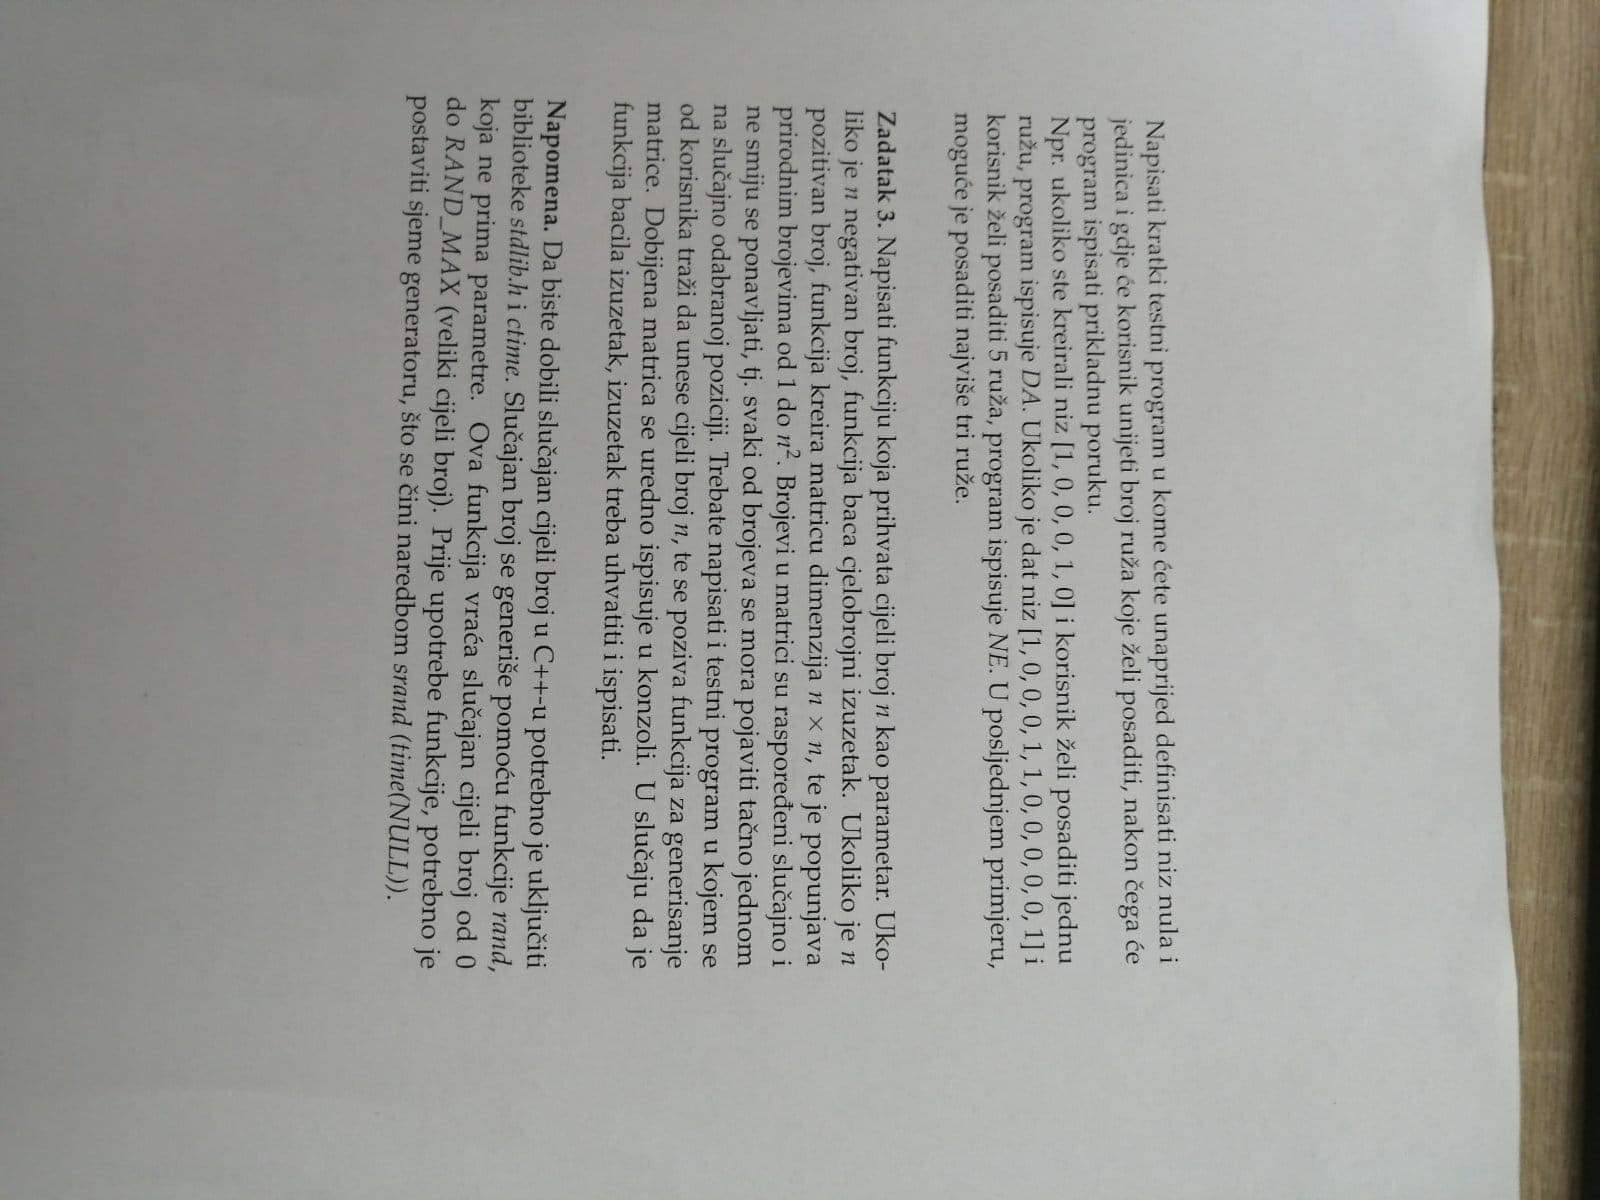 Napisati kratki testni program u kome ćete unaprijed definisati niz nula i
jedinica i gdje će korisnik unijeti broj ruža koje želi posaditi, nakon čega će
program ispisati prikladnu poruku.
Npr. ukoliko ste kreirali niz [1, 0, 0, 0, 1, 0] i korisnik želi posaditi jednu
ružu, program ispisuje DA. Ukoliko je dat niz [1, 0, 0, 0, 1, 1, 0, 0, 0, 0, 0, 1] i
korisnik želi posaditi 5 ruža, program ispisuje NE. U posljednjem primjeru,
moguće je posaditi najviše tri ruže.
Zadatak 3. Napisati funkciju koja prihvata cijeli broj n kao parametar. Uko-
liko je n negativan broj, funkcija baca cjelobrojni izuzetak. Ukoliko je n
pozitivan broj, funkcija kreira matricu dimenzija n × n, te je popunjava
prirodnim brojevima od 1 do n². Brojevi u matrici su raspoređeni slučajno i
ne smiju se ponavljati, tj. svaki od brojeva se mora pojaviti tačno jednom
na slučajno odabranoj poziciji. Trebate napisati i testni program u kojem se
od korisnika traži da unese cijeli broj n, te se poziva funkcija za generisanje
matrice. Dobijena matrica se uredno ispisuje u konzoli. U slučaju da je
funkcija bacila izuzetak, izuzetak treba uhvatiti i ispisati.
Napomena. Da biste dobili slučajan cijeli broj u C++-u potrebno je uključiti
biblioteke stdlib.h i ctime. Slučajan broj se generiše pomoću funkcije rand,
koja ne prima parametre. Ova funkcija vraća slučajan cijeli broj od 0
do RAND_MAX (veliki cijeli broj). Prije upotrebe funkcije, potrebno je
postaviti sjeme generatoru, što se čini naredbom srand (time(NULL)).